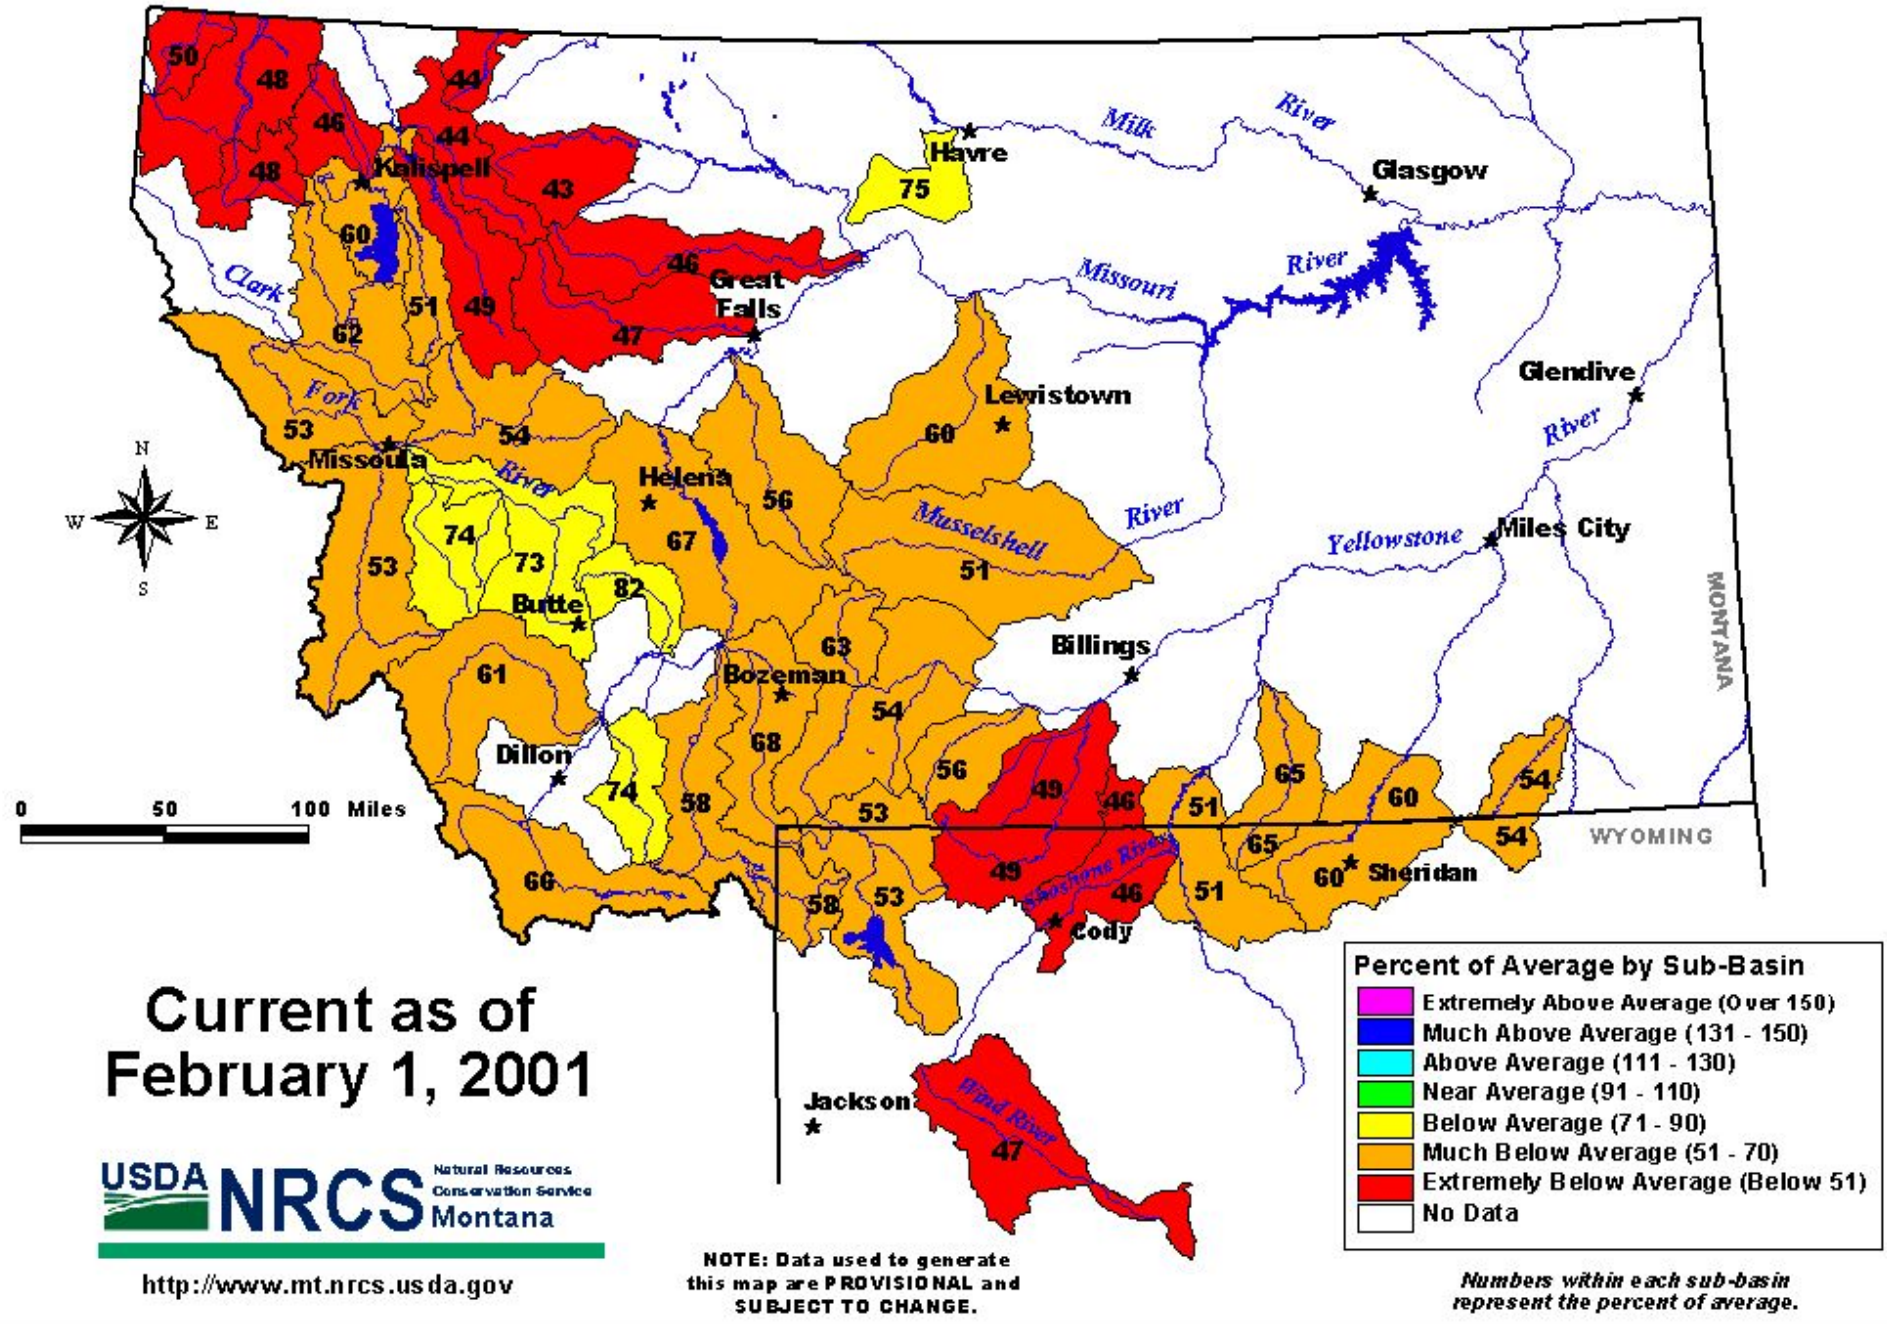 50
48
44
46
44
48
Kalispell
43
Milk
River
Havre
75
Glasgow
60
Clark
46
Great
Falls
Missouri
River
51
49
62
47
Glendive
Fork
Lewistown
River
53
54
60
Missoula
River
Helena
56
N
W E
S
74
67
Musselshell
River
Yellowstone
Miles City
73
53
82
51
Butte
MONTANA
63
Billings
61
Bozeman
54
68
Dillon
56
49
65
54
74
58
46
51
60
53
0 50 100 Miles
54
WYOMING
65
66
49
Shoshone River
60
Sheridan
58
53
46
51
Cody
Current as of
February 1, 2001
Jackson
Wind River
47
Percent of Average by Sub-Basin
Extremely Above Average (Over 150)
Much Above Average (131 - 150)
Above Average (111 - 130)
Near Average (91 - 110)
Below Average (71 - 90)
Much Below Average (51 - 70)
Extremely Below Average (Below 51)
No Data
USDA
NRCS
Natural Resources
Conservation Service
Montana
http://www.mt.nrcs.usda.gov
NOTE: Data used to generate
this map are PROVISIONAL and
SUBJECT TO CHANGE.
Numbers within each sub-basin
represent the percent of average.